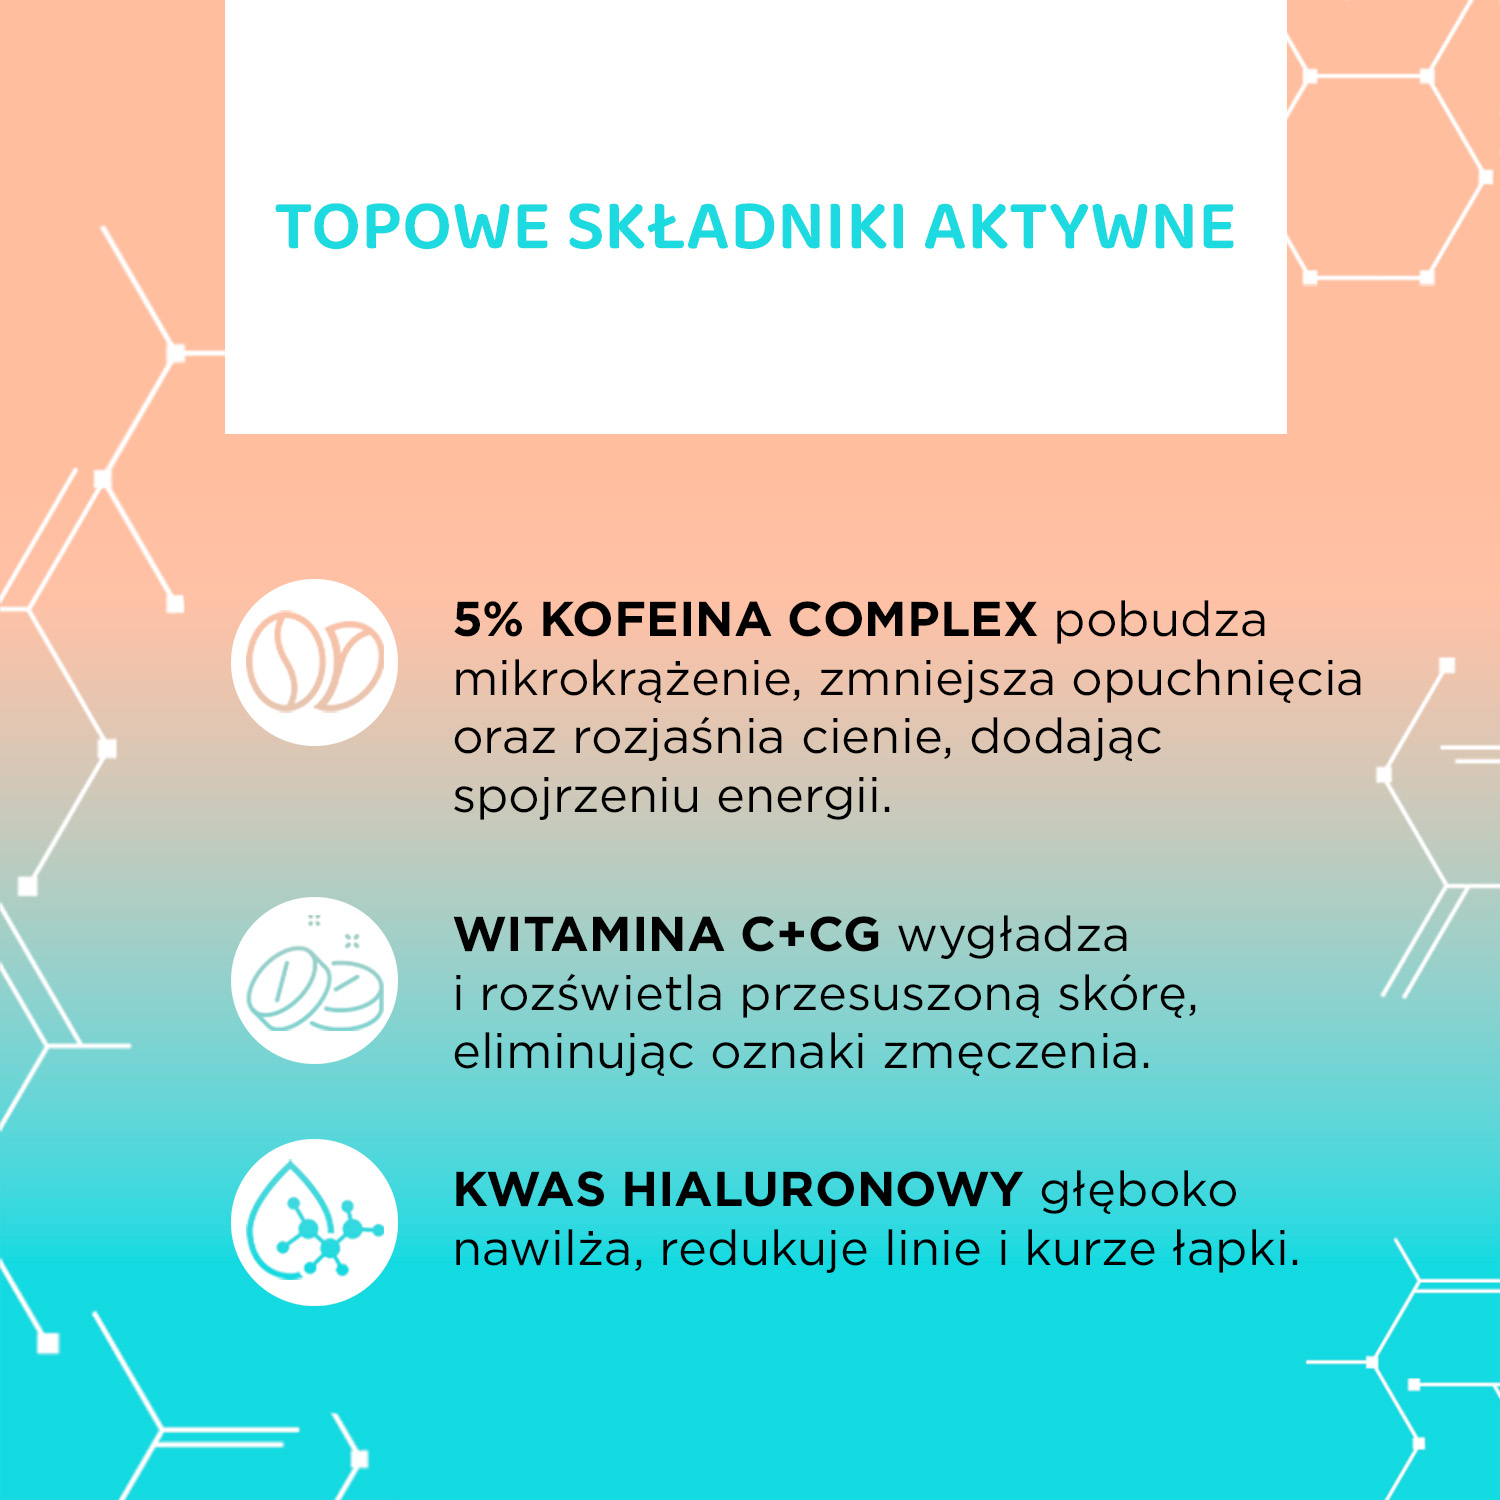 TOPOWE SKŁADNIKI AKTYWNE
5% KOFEINA COMPLEX pobudza
mikrokrążenie, zmniejsza opuchnięcia
oraz rozjaśnia cienie, dodając
spojrzeniu energii.
WITAMINA C+CG wygładza
i rozświetla przesuszoną skórę,
eliminując oznaki zmęczenia.
KWAS HIALURONOWY głęboko
nawilża, redukuje linie i kurze łapki.